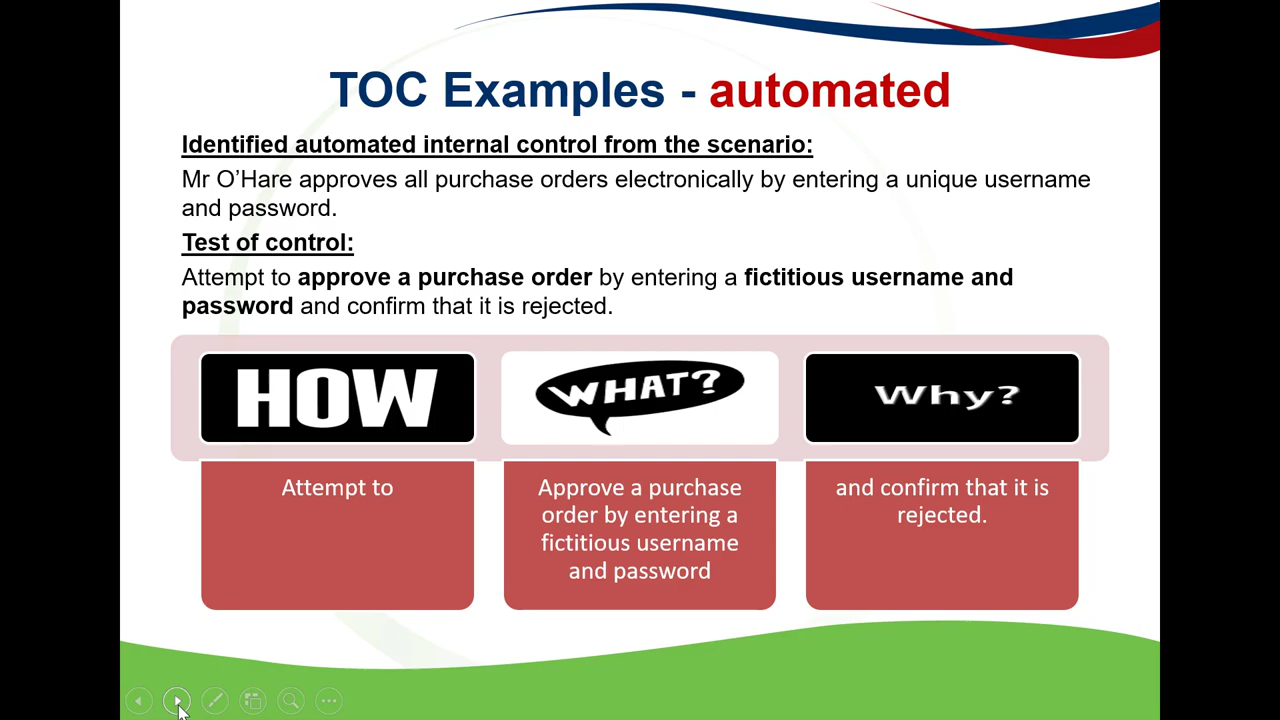 TOC Examples - automated
Identified automated internal control from the scenario:
Mr O’Hare approves all purchase orders electronically by entering a unique username
and password.
Test of control:
Attempt to approve a purchase order by entering a fictitious username and
password and confirm that it is rejected.
HOW
WHAT?
Why?
Attempt to
Approve a purchase
order by entering a
fictitious username
and password
and confirm that it is
rejected.